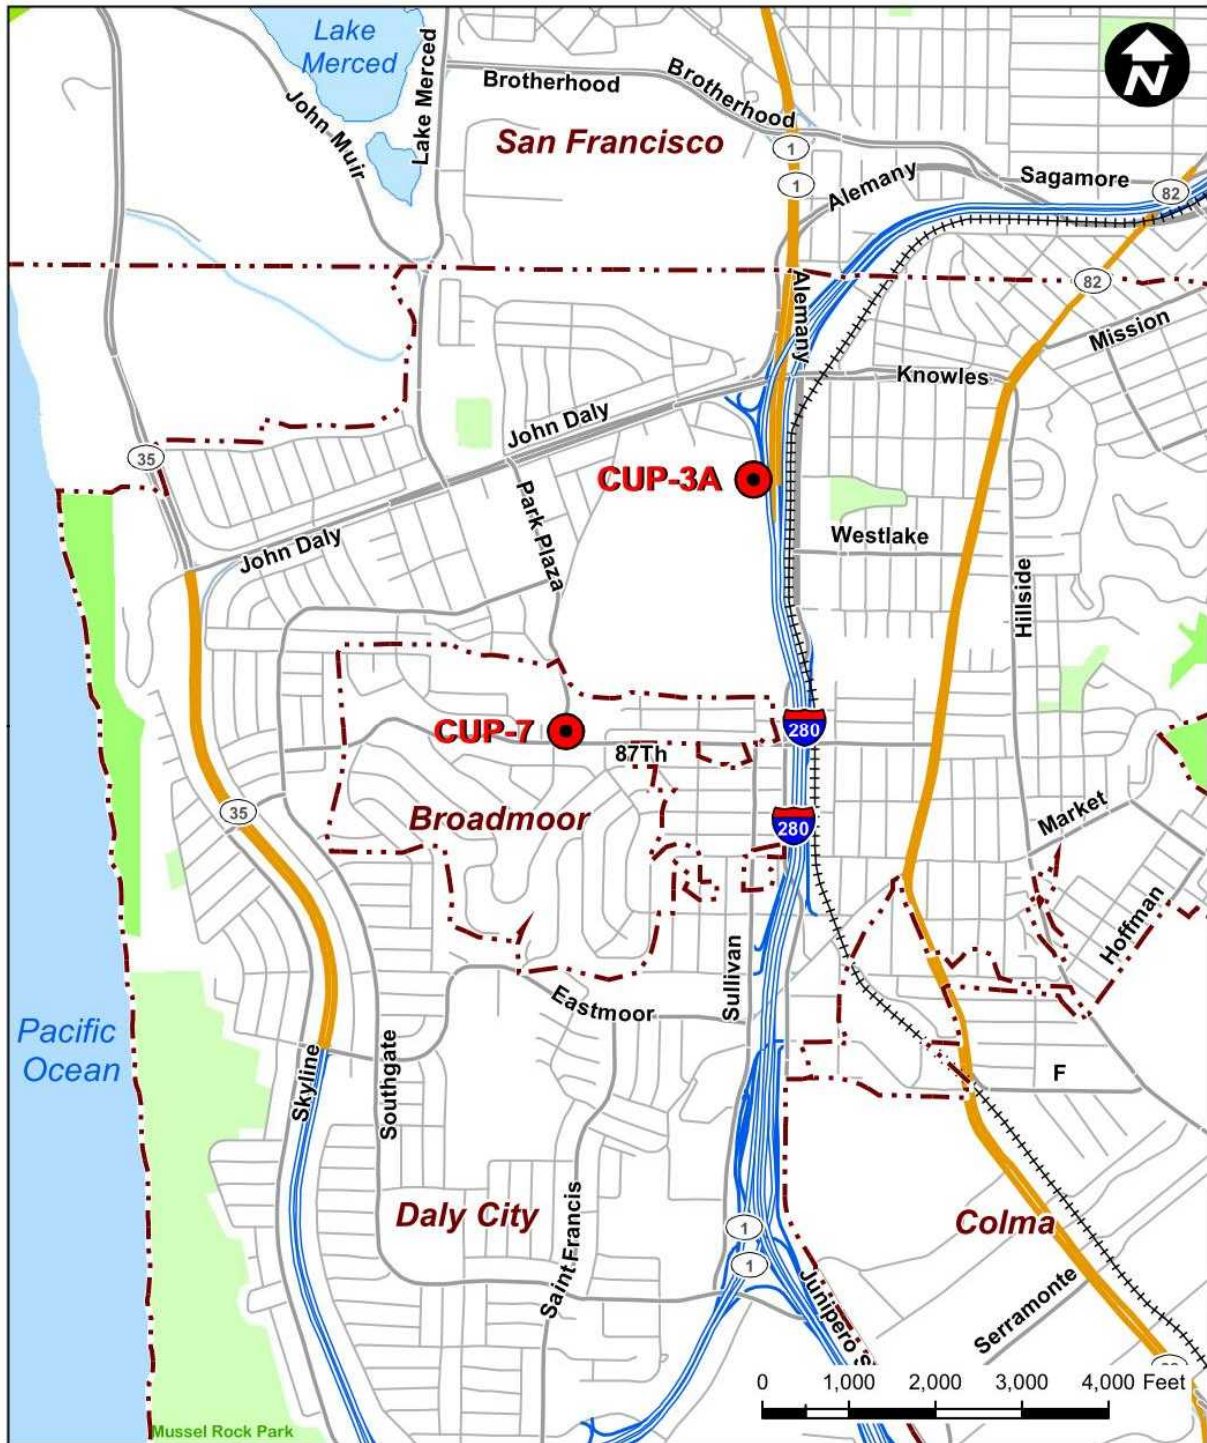 Lake
Merced
Brotherhood
Brotherhood
Lake Merced
John Muir
San Francisco
1
1
Alemany
Sagamore
82
N
82
Alemany
Mission
Knowles
John Daly
35
CUP-3A
Park Plaza
Westlake
John Daly
Hillside
CUP-7
87Th
280
Broadmoor
280
35
Market
Hoffman
Sullivan
Eastmoor
Pacific
Ocean
Skyline
Southgate
F
Daly City
Saint Francis
Colma
1
1
Junipero S
Serramonte
0 1,000 2,000 3,000 4,000 Feet
Mussel Rock Park